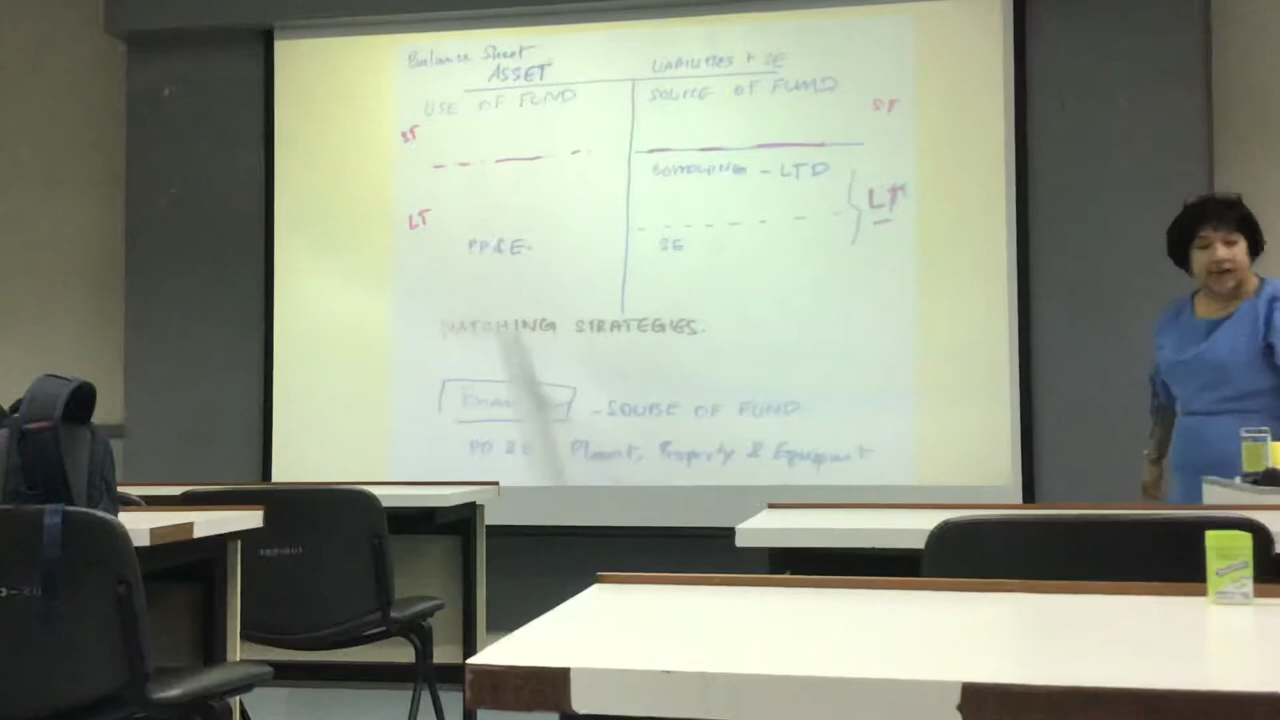 Balance Sheet
ASSET
LIABILITIES + SE
USE OF FUND
SOURCE OF FUND
ST
ST
BORROWING - LTD
LT
LT
PP&E.
SE
MATCHING STRATEGIES.
- SOURCE OF FUND
PP & E Plant, Property & Equipment